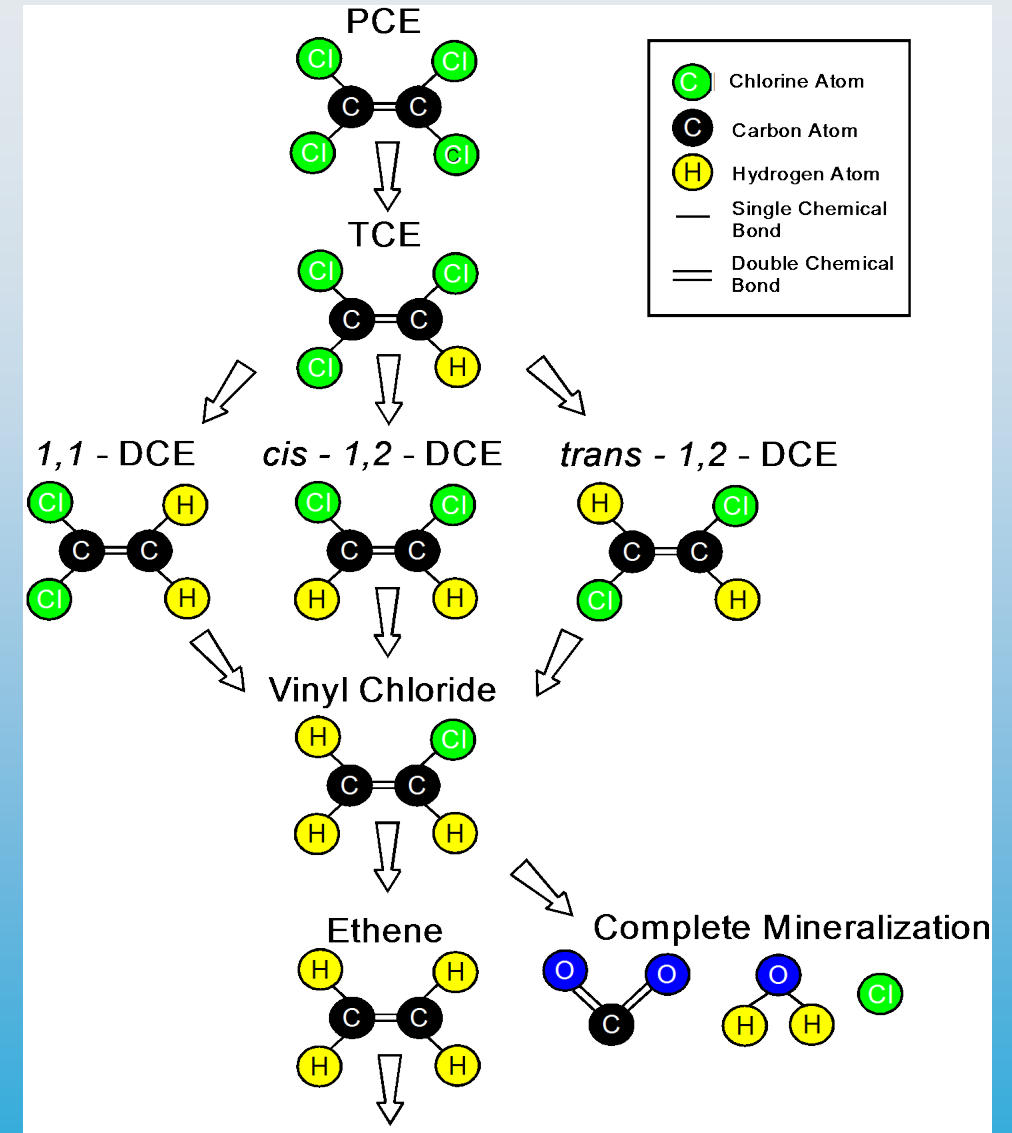 PCE
Cl Cl
C C
Cl Cl
C Chlorine Atom
C Carbon Atom
H Hydrogen Atom
Single Chemical
Bond
Double Chemical
Bond
TCE
Cl Cl
C C
Cl H
1,1 - DCE cis - 1,2 - DCE trans - 1,2 - DCE
Cl H Cl Cl H Cl
C C C C C C
Cl H H H Cl H
Vinyl Chloride
H Cl
C C
H H
Ethene
H H
C C
H H
Complete Mineralization
O O O Cl
C H H